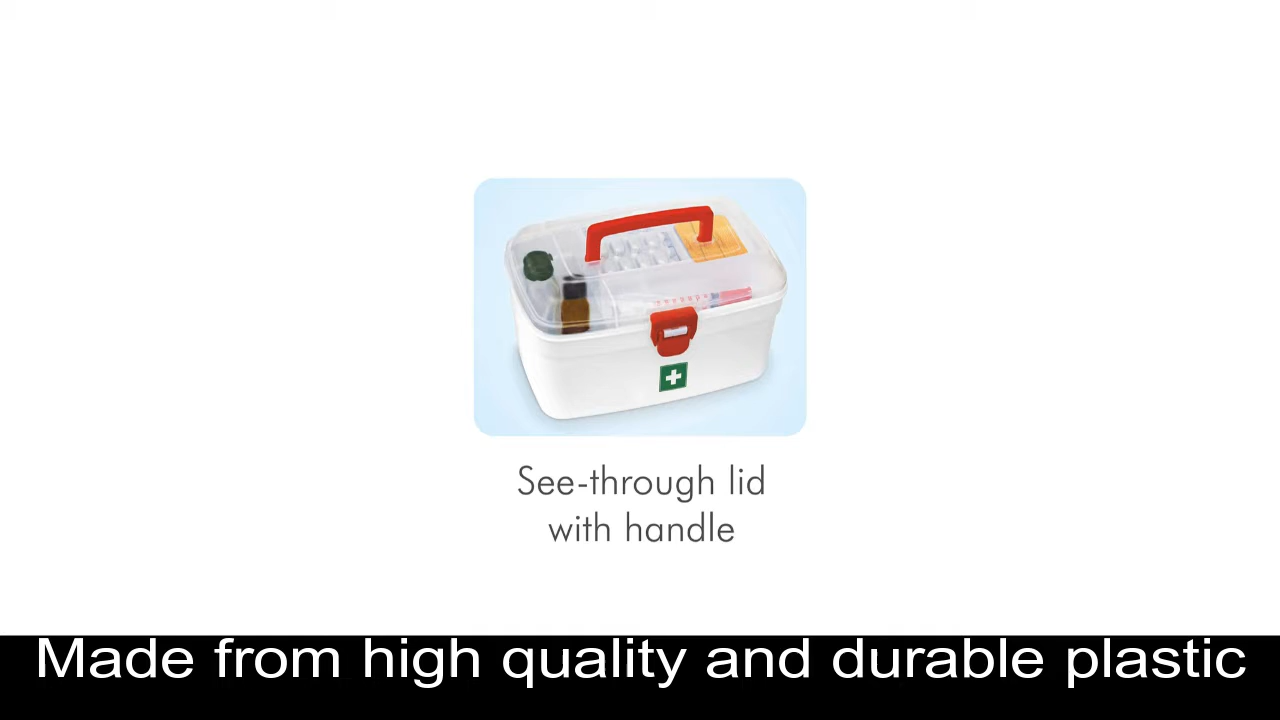 See-through lid
with handle
Made from high quality and durable plastic